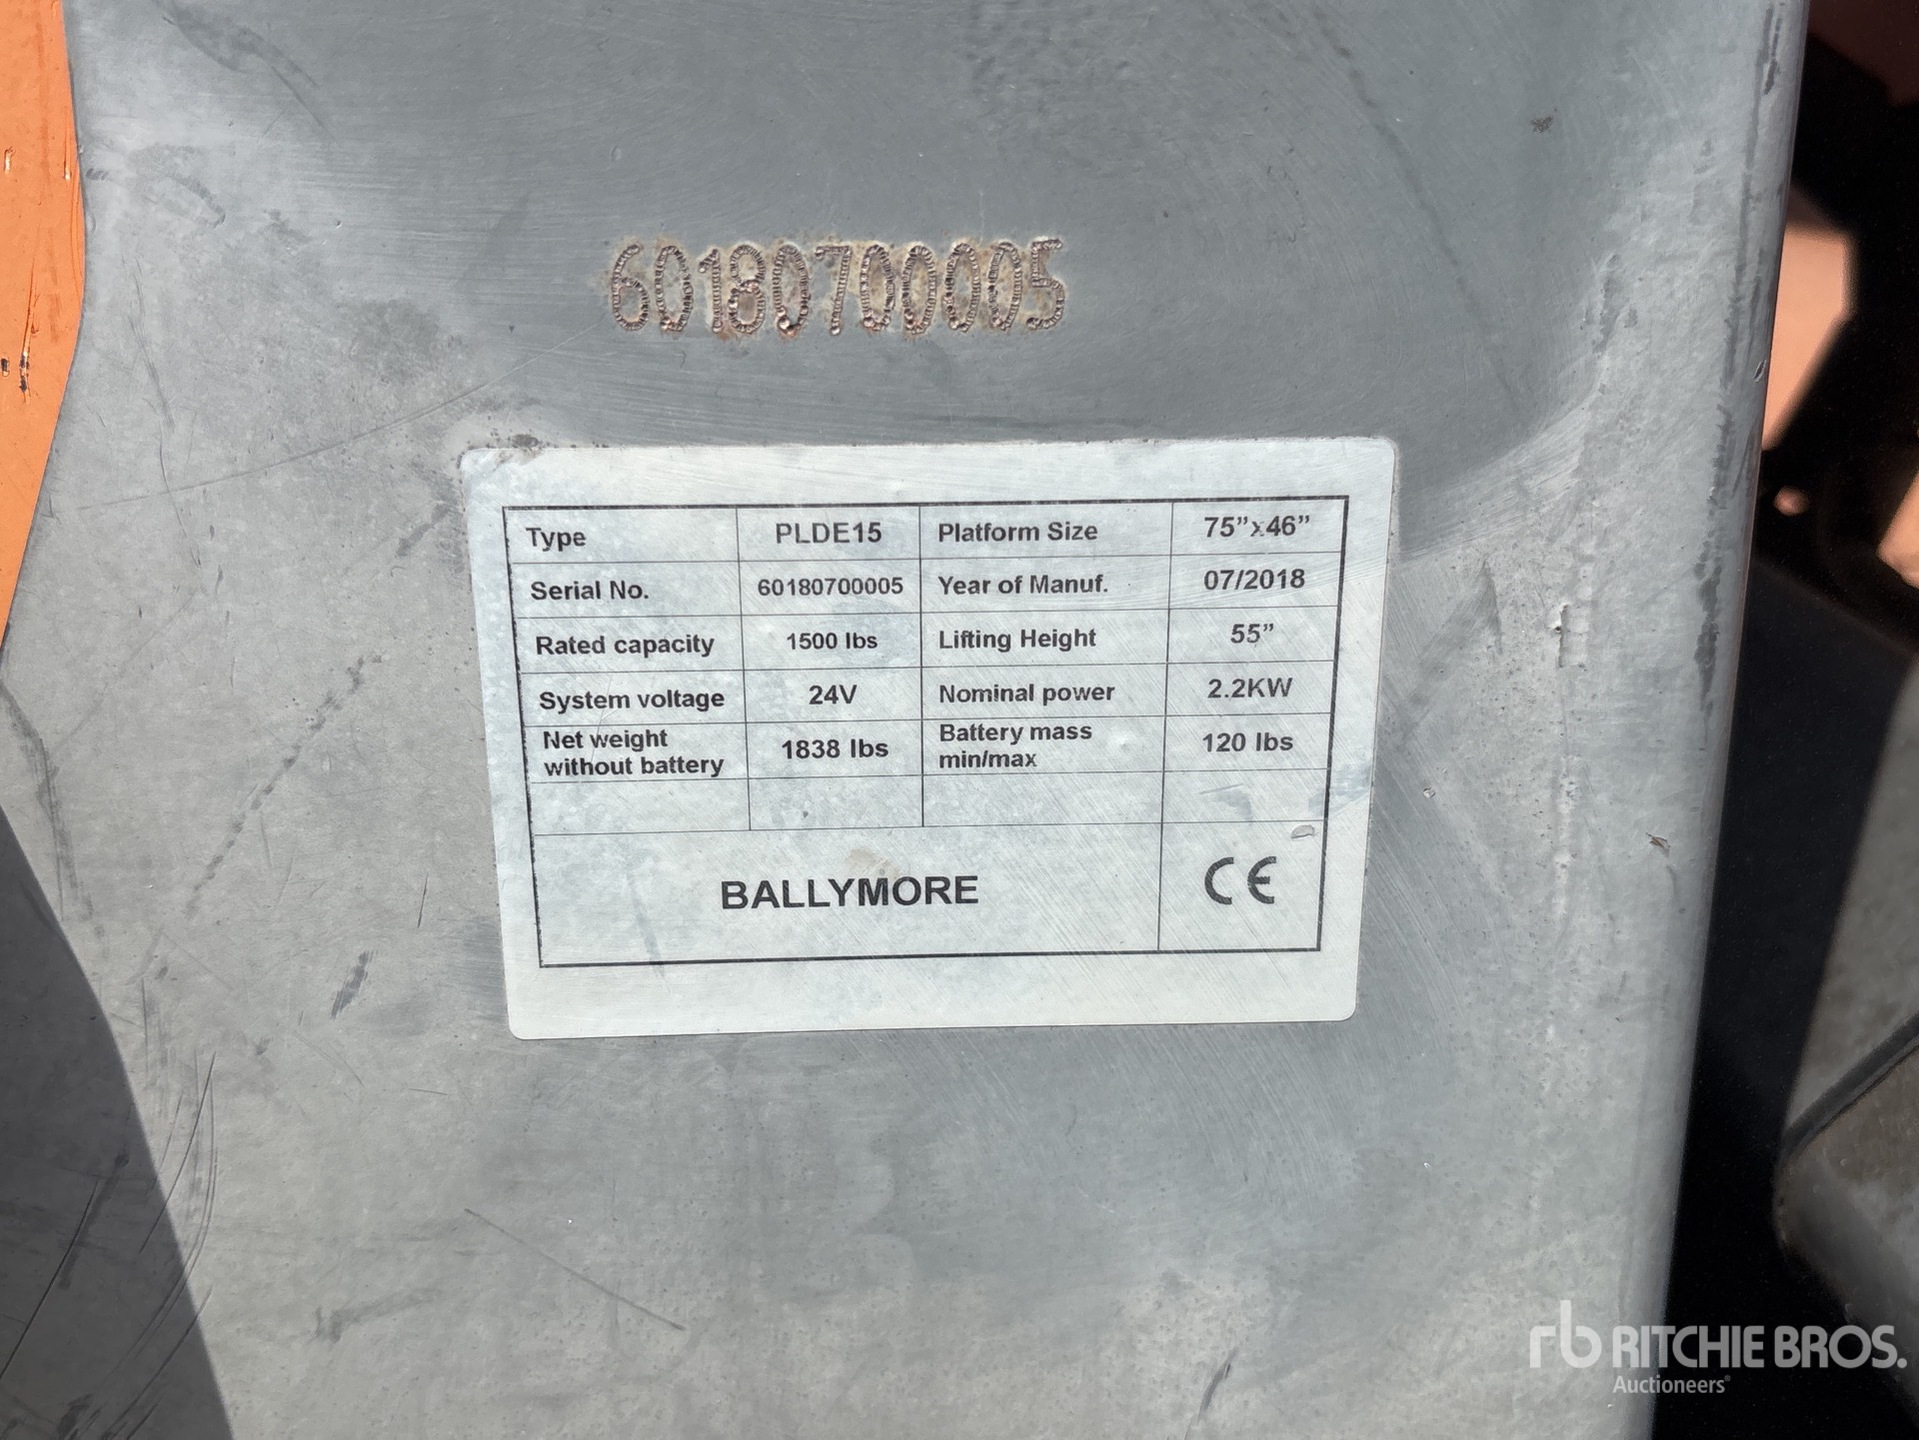 60180700005
Type PLDE15 Platform Size 75”x46”
Serial No. 60180700005 Year of Manuf. 07/2018
Rated capacity 1500 lbs Lifting Height 55”
System voltage 24V Nominal power 2.2KW
Net weight without battery 1838 lbs Battery mass min/max 120 lbs
BALLYMORE CE
rb RITCHIE BROS.
Auctioneers®